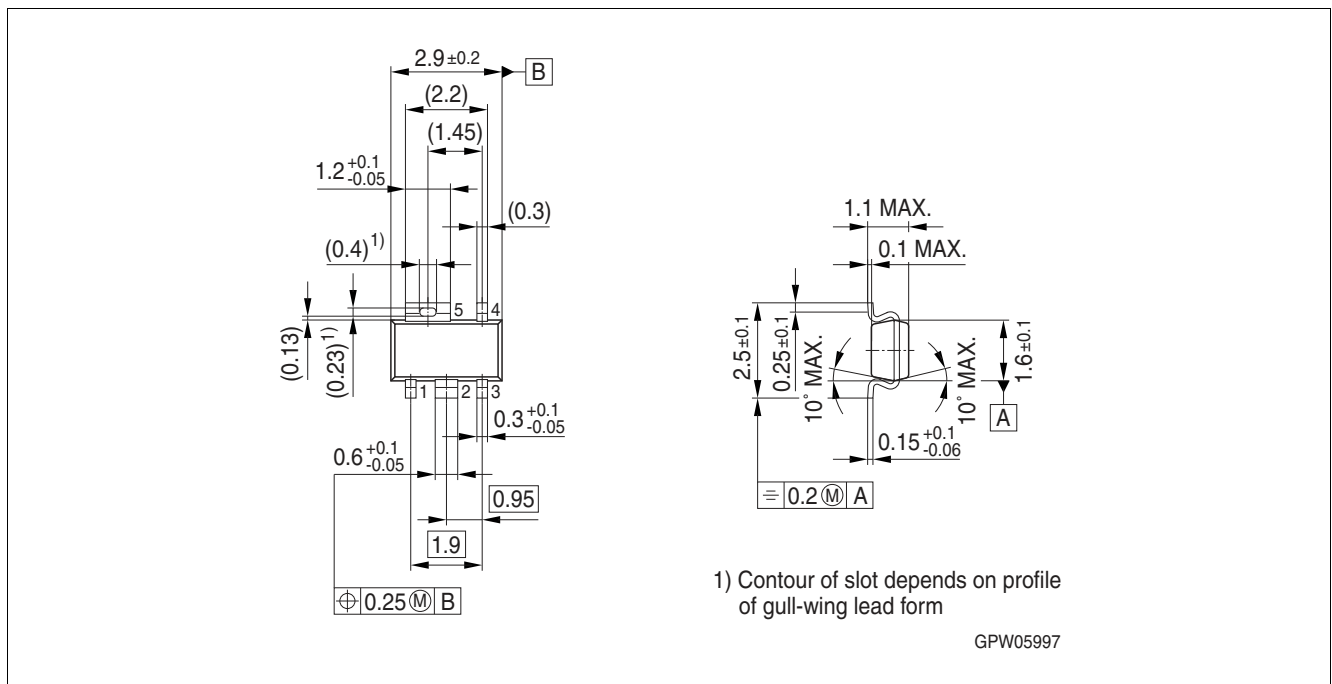 2.9 ±0.2
B
(2.2)
(1.45)
1.2 +0.1 -0.05
(0.3)
(0.4) 1)
5
4
(0.13)
(0.23) 1)
1
2
3
0.3 +0.1 -0.05
0.6 +0.1 -0.05
0.95
1.9
⌖ 0.25 Ⓜ B
1.1 MAX.
0.1 MAX.
2.5±0.1
0.25±0.1
10° MAX.
10° MAX.
1.6±0.1
A
0.15 +0.1 -0.06
⌯ 0.2 Ⓜ A
1) Contour of slot depends on profile
of gull-wing lead form
GPW05997